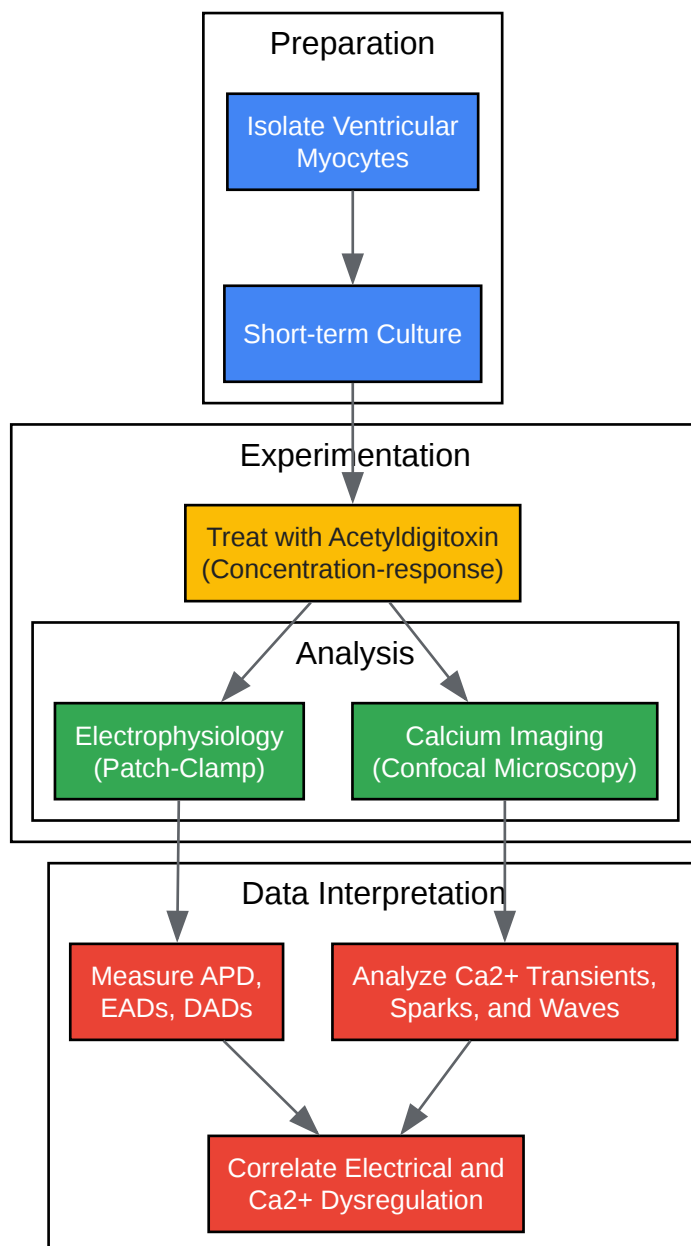 Preparation
Isolate Ventricular
Myocytes
Short-term Culture
Experimentation
Treat with Acetyldigitoxin
(Concentration-response)
Analysis
Electrophysiology
(Patch-Clamp)
Calcium Imaging
(Confocal Microscopy)
Data Interpretation
Measure APD,
EADs, DADs
Analyze Ca2+ Transients,
Sparks, and Waves
Correlate Electrical and
Ca2+ Dysregulation